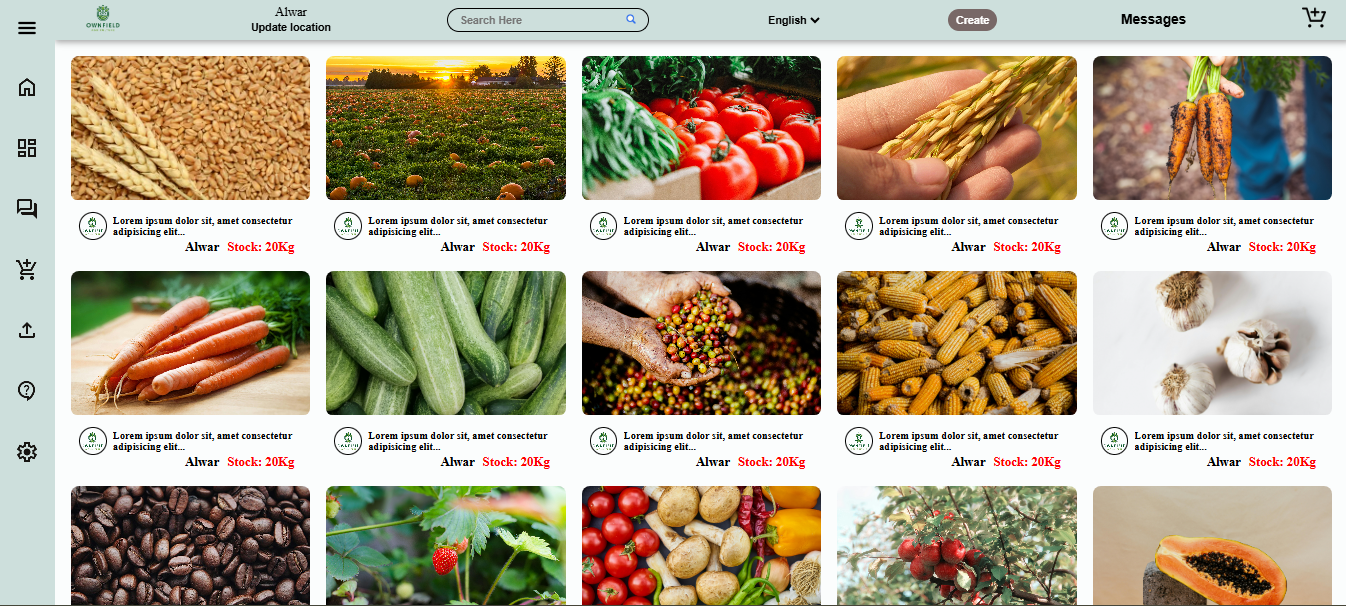 OWNFIELD
Alwar
Update location
Search Here
English
Create
Messages
Lorem ipsum dolor sit, amet consectetur
adipisicing elit...
Alwar Stock: 20Kg
Lorem ipsum dolor sit, amet consectetur
adipisicing elit...
Alwar Stock: 20Kg
Lorem ipsum dolor sit, amet consectetur
adipisicing elit...
Alwar Stock: 20Kg
Lorem ipsum dolor sit, amet consectetur
adipisicing elit...
Alwar Stock: 20Kg
Lorem ipsum dolor sit, amet consectetur
adipisicing elit...
Alwar Stock: 20Kg
Lorem ipsum dolor sit, amet consectetur
adipisicing elit...
Alwar Stock: 20Kg
Lorem ipsum dolor sit, amet consectetur
adipisicing elit...
Alwar Stock: 20Kg
Lorem ipsum dolor sit, amet consectetur
adipisicing elit...
Alwar Stock: 20Kg
Lorem ipsum dolor sit, amet consectetur
adipisicing elit...
Alwar Stock: 20Kg
Lorem ipsum dolor sit, amet consectetur
adipisicing elit...
Alwar Stock: 20Kg